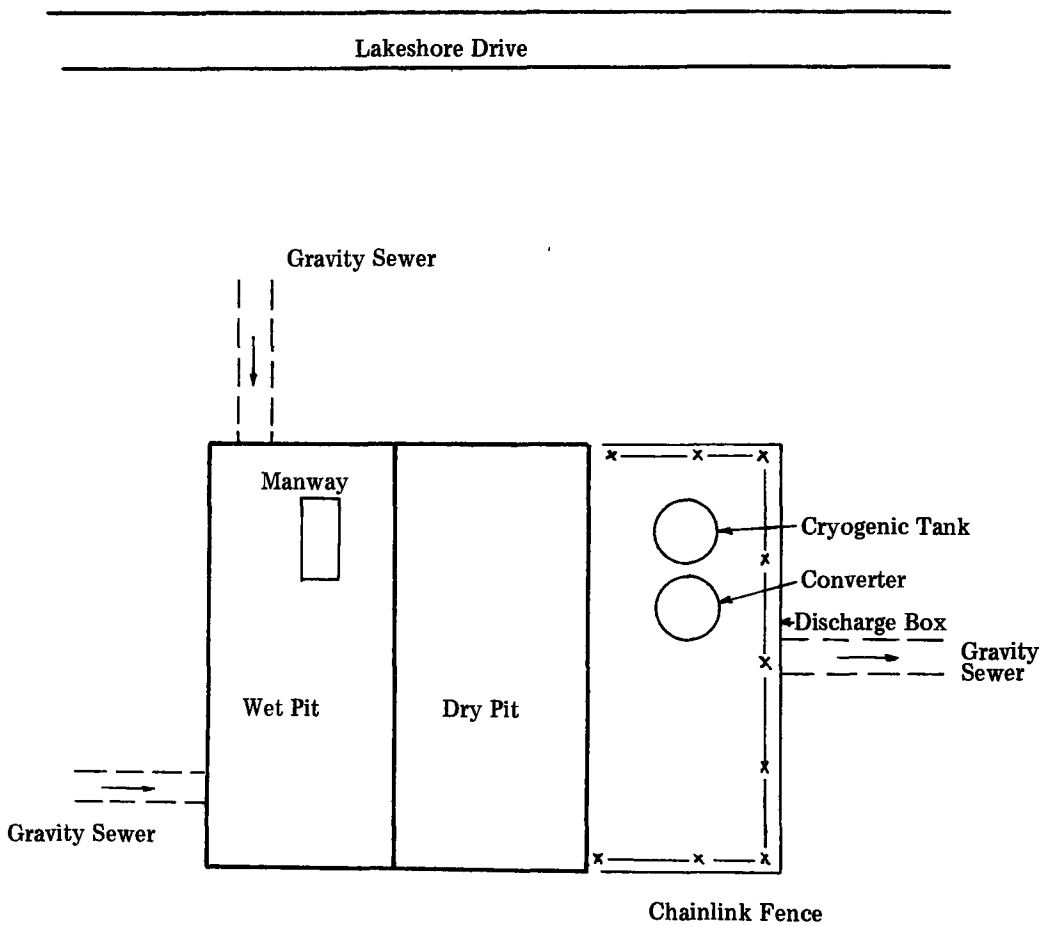 Lakeshore Drive
Gravity Sewer
Manway
Cryogenic Tank
Converter
Discharge Box
Gravity
Sewer
Wet Pit
Dry Pit
Gravity Sewer
Chainlink Fence